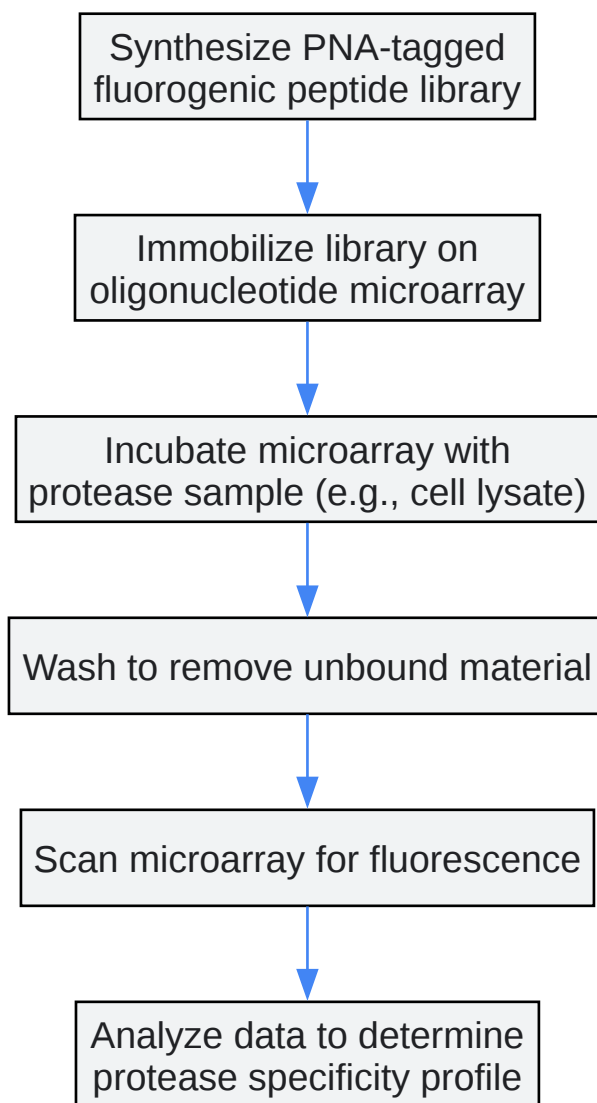 Synthesize PNA-tagged
fluorogenic peptide library
Immobilize library on
oligonucleotide microarray
Incubate microarray with
protease sample (e.g., cell lysate)
Wash to remove unbound material
Scan microarray for fluorescence
Analyze data to determine
protease specificity profile